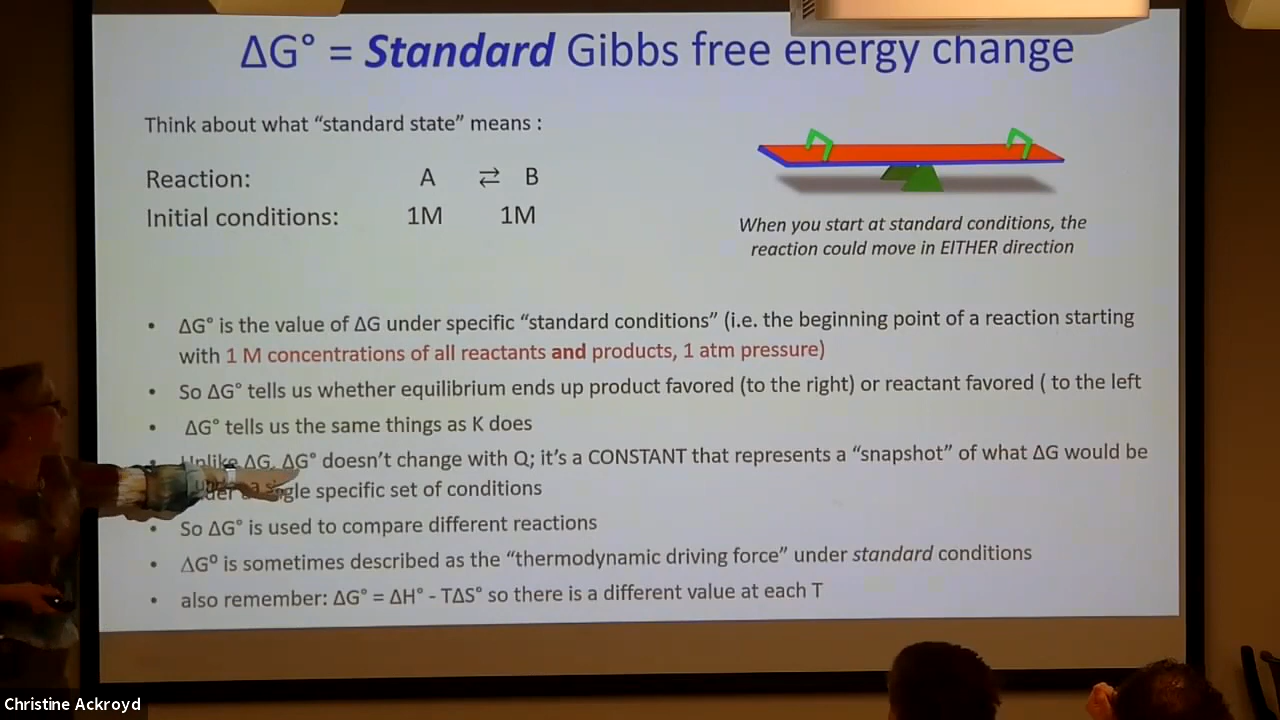 ΔG° = Standard Gibbs free energy change
Think about what “standard state” means :
Reaction: A ⇄ B
Initial conditions: 1M 1M
When you start at standard conditions, the
reaction could move in EITHER direction
• ΔG° is the value of ΔG under specific “standard conditions” (i.e. the beginning point of a reaction starting
with 1 M concentrations of all reactants and products, 1 atm pressure)
• So ΔG° tells us whether equilibrium ends up product favored (to the right) or reactant favored ( to the left
• ΔG° tells us the same things as K does
• Unlike ΔG, ΔG° doesn’t change with Q; it’s a CONSTANT that represents a “snapshot” of what ΔG would be
under a single specific set of conditions
• So ΔG° is used to compare different reactions
• ΔG⁰ is sometimes described as the “thermodynamic driving force” under standard conditions
• also remember: ΔG° = ΔH° - TΔS° so there is a different value at each T
Christine Ackroyd